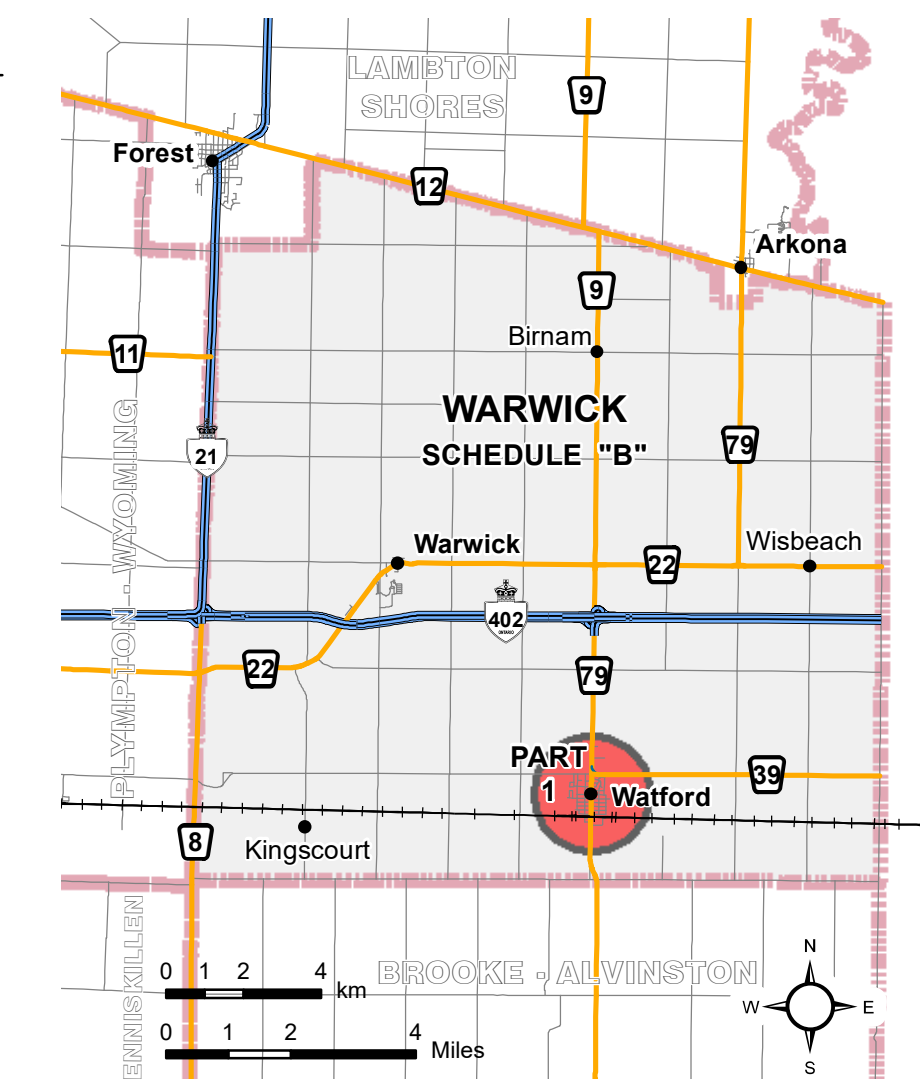 LAMBTON
SHORES
9
Forest
12
Arkona
9
Birnam
11
WARWICK
SCHEDULE "B"
79
21
PLYMPTON - WYOMING
Warwick
Wisbeach
22
402
ONTARIO
22
79
PART
1
39
Watford
8
Kingscourt
ENNISKILLEN
BROOKE - ALVINSTON
N
W
E
S
0 1 2 4
km
0 1 2 4
Miles